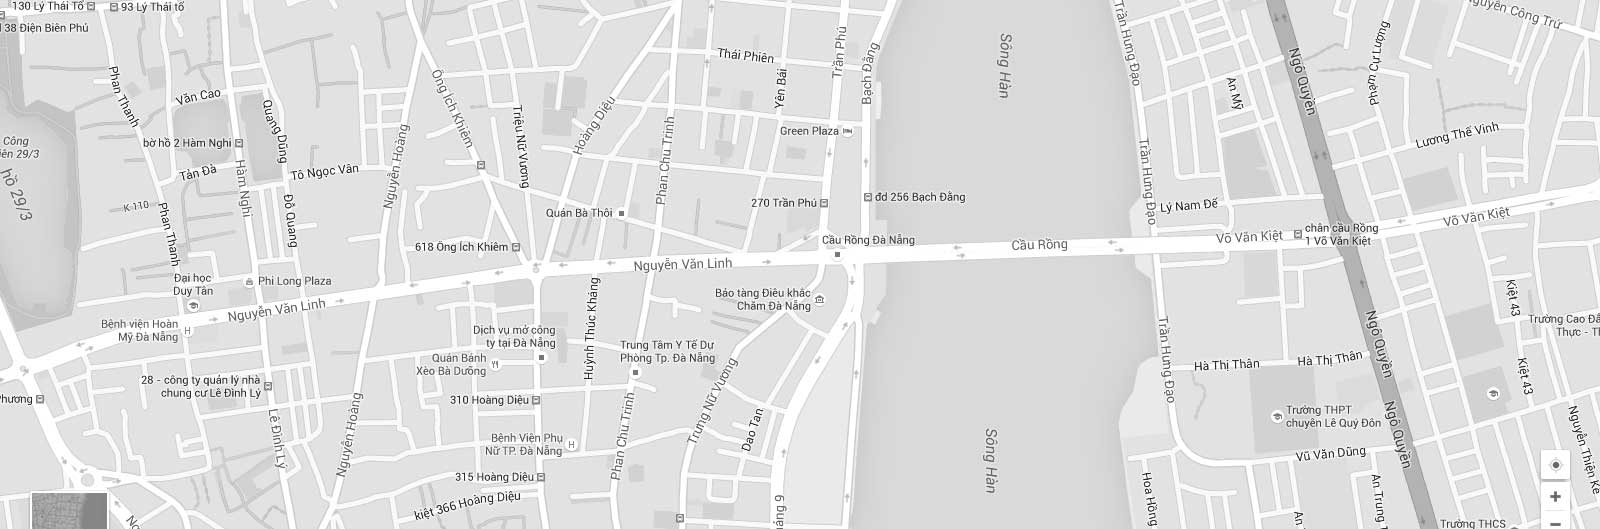 130 Lý Thái Tổ
93 Lý Thái tổ
38 Điện Biên Phủ
Phan Thanh
Văn Cao
Quang Dũng
Công
viên 29/3
hồ 29/3
bờ hồ 2 Hàm Nghi
Tản Đà
Hàm Nghi
Tô Ngọc Vân
K 110
Phan Thanh
Đỗ Quang
Nguyễn Hoàng
Ông Ích Khiêm
Triệu Nữ Vương
Hoàng Diệu
Phan Chu Trinh
Thái Phiên
Yên Bái
Trần Phú
Bạch Đằng
Green Plaza
270 Trần Phú
đd 256 Bạch Đằng
Quán Bà Thôi
618 Ông Ích Khiêm
Cầu Rồng Đà Nẵng
Cầu Rồng
Nguyễn Văn Linh
Sông Hàn
Trần Hưng Đạo
Trần Hưng Đạo
Lý Nam Đế
An Mỹ
Ngô Quyền
Phạm Cự Lượng
Nguyễn Công Trứ
Lương Thế Vinh
Võ Văn Kiệt
Võ Văn Kiệt
chân cầu Rồng
1 Võ Văn Kiệt
Đại học
Duy Tân
Phi Long Plaza
Nguyễn Văn Linh
Bệnh viện Hoàn
Mỹ Đà Nẵng
Dịch vụ mở công
ty tại Đà Nẵng
Quán Bánh
Xèo Bà Dưỡng
Huỳnh Thúc Kháng
Trung Tâm Y Tế Dự
Phòng Tp. Đà Nẵng
Bảo tàng Điêu khắc
Chăm Đà Nẵng
28 - công ty quản lý nhà
chung cư Lê Đình Lý
Phương
310 Hoàng Diệu
Lê Đình Lý
Nguyễn Hoàng
Bệnh Viện Phụ
Nữ TP. Đà Nẵng
315 Hoàng Diệu
kiệt 366 Hoàng Diệu
Phan Chu Trinh
Trưng Nữ Vương
Dao Tan
Sông Hàn
Trần Hưng Đạo
Hà Thị Thân
Hà Thị Thân
Ngô Quyền
Ngô Quyền
Kiệt 43
Kiệt 43
Trường Cao Đẳ
Thực - Th
Trường THPT
chuyên Lê Quý Đôn
Vũ Văn Dũng
Hoa Hồng
An Trung
Nguyễn Thiện Kế
Trường THCS